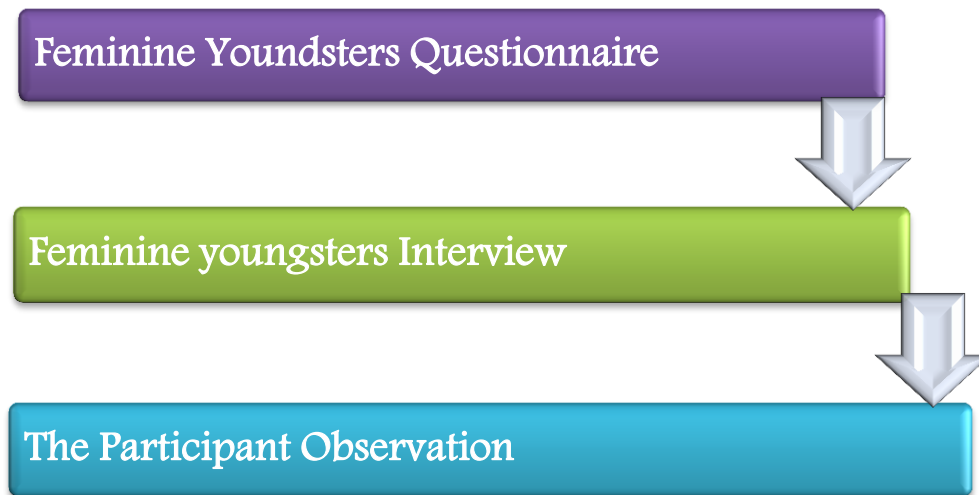 Feminine Youndsters Questionnaire
Feminine youngsters Interview
The Participant Observation